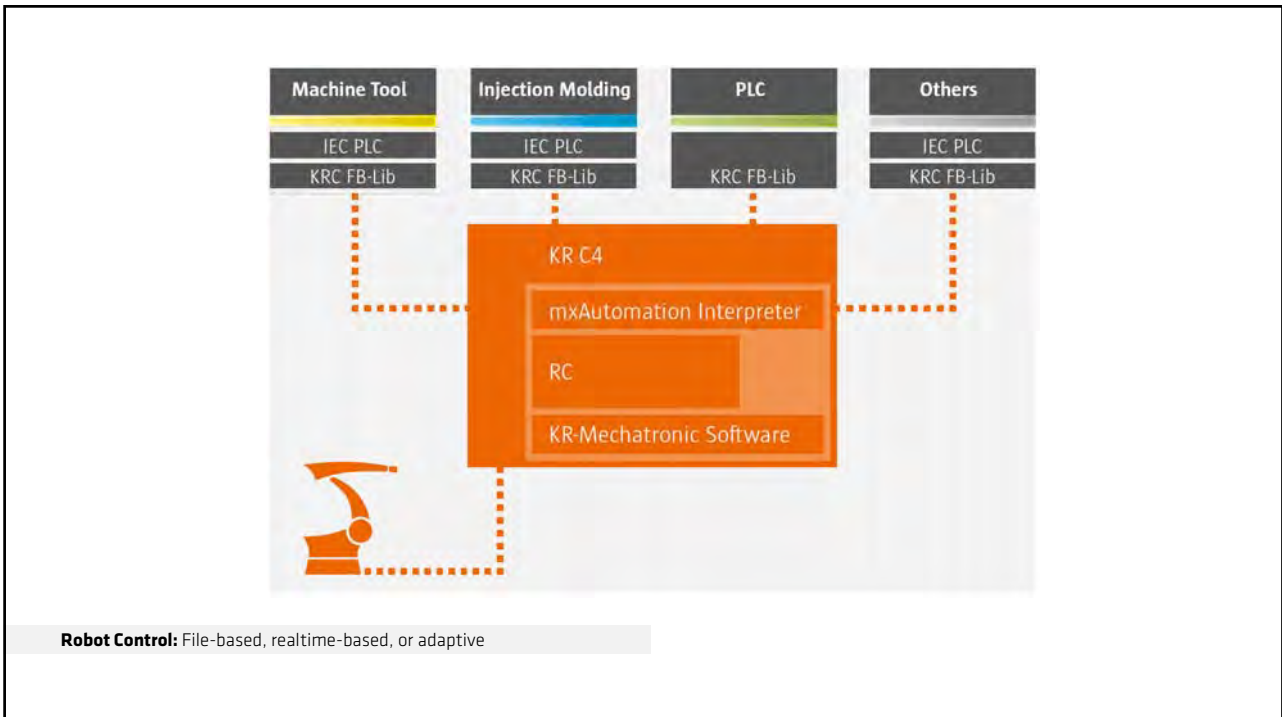 Machine Tool
IEC PLC
KRC FB-Lib
Injection Molding
IEC PLC
KRC FB-Lib
PLC
KRC FB-Lib
Others
IEC PLC
KRC FB-Lib
KR C4
mxAutomation Interpreter
RC
KR-Mechatronic Software
Robot Control: File-based, realtime-based, or adaptive